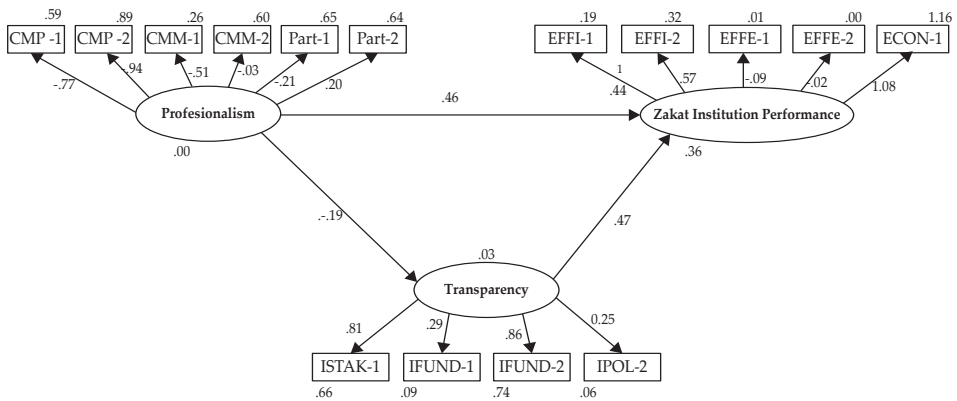 .59 .89 .26 .60 .65 .64
CMP -1 CMP -2 CMM-1 CMM-2 Part-1 Part-2
-.77 -.94 -.51 -.03 -.21 .20
Profesionalism
.00
.46
.19 .32 .01 .00 1.16
EFFI-1 EFFI-2 EFFE-1 EFFE-2 ECON-1
1
.44 .57 -.09 -.02 1.08
Zakat Institution Performance
.36
.-.19
.47
.03
Transparency
.81 .29 .86 0.25
ISTAK-1 IFUND-1 IFUND-2 IPOL-2
.66 .09 .74 .06